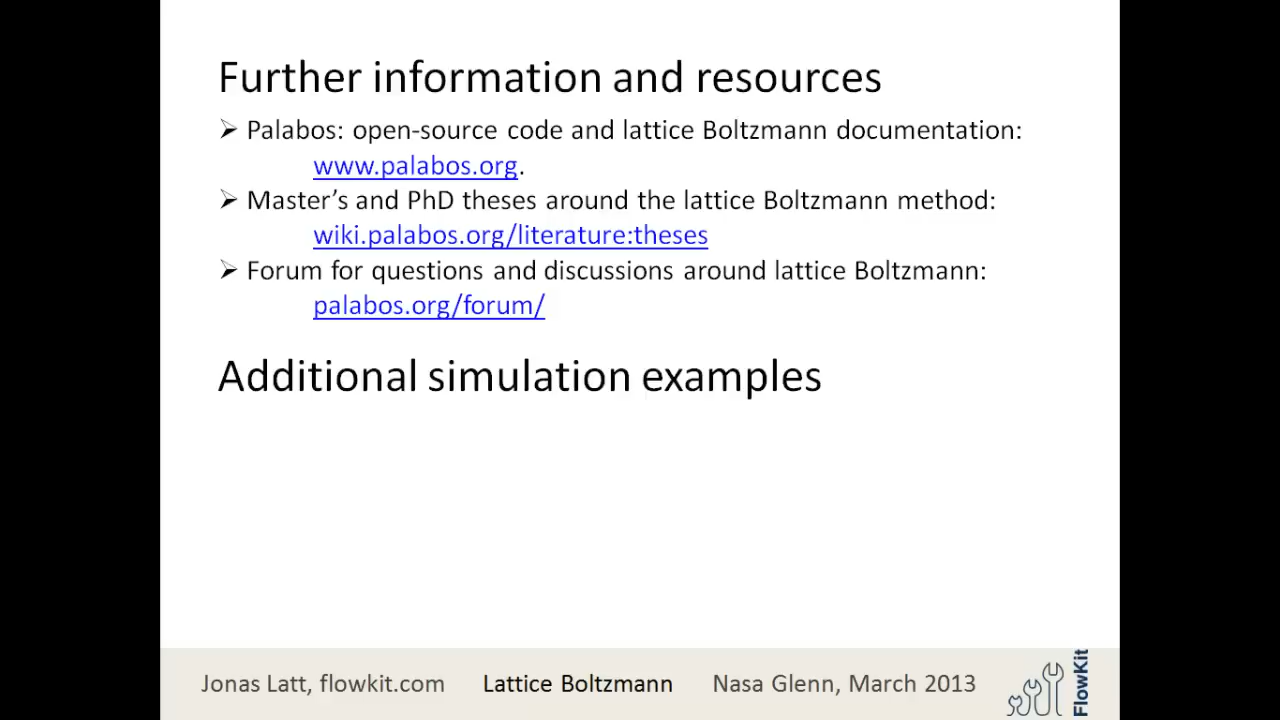 Further information and resources
➢ Palabos: open-source code and lattice Boltzmann documentation:
www.palabos.org.
➢ Master’s and PhD theses around the lattice Boltzmann method:
wiki.palabos.org/literature:theses
➢ Forum for questions and discussions around lattice Boltzmann:
palabos.org/forum/
Additional simulation examples
Jonas Latt, flowkit.com Lattice Boltzmann Nasa Glenn, March 2013
FlowKit